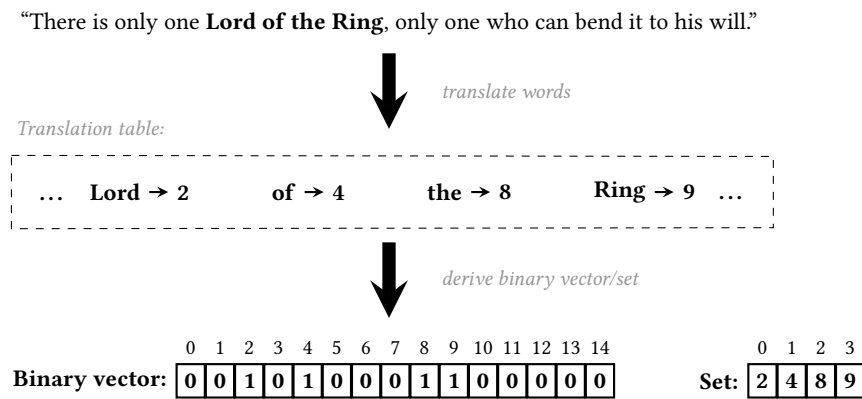 “There is only one Lord of the Ring, only one who can bend it to his will.”
translate words
Translation table:
... Lord → 2 of → 4 the → 8 Ring → 9 ...
derive binary vector/set
0 1 2 3 4 5 6 7 8 9 10 11 12 13 14 0 1 2 3
Binary vector: 0 0 1 0 1 0 0 0 1 1 0 0 0 0 0 Set: 2 4 8 9